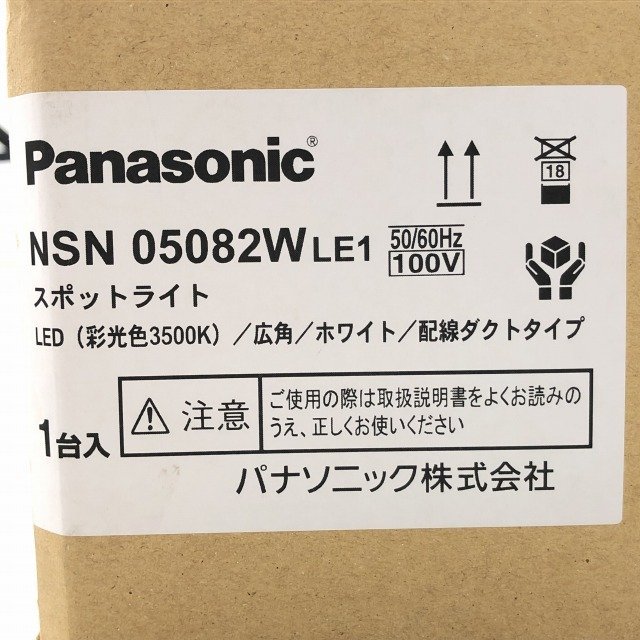 Panasonic®
18
NSN 05082W LE1 50/60Hz 100V
スポットライト
LED（彩光色3500K）／広角／ホワイト／配線ダクトタイプ
1台入
注意
ご使用の際は取扱説明書をよくお読みの
うえ、正しくお使いください
パナソニック株式会社